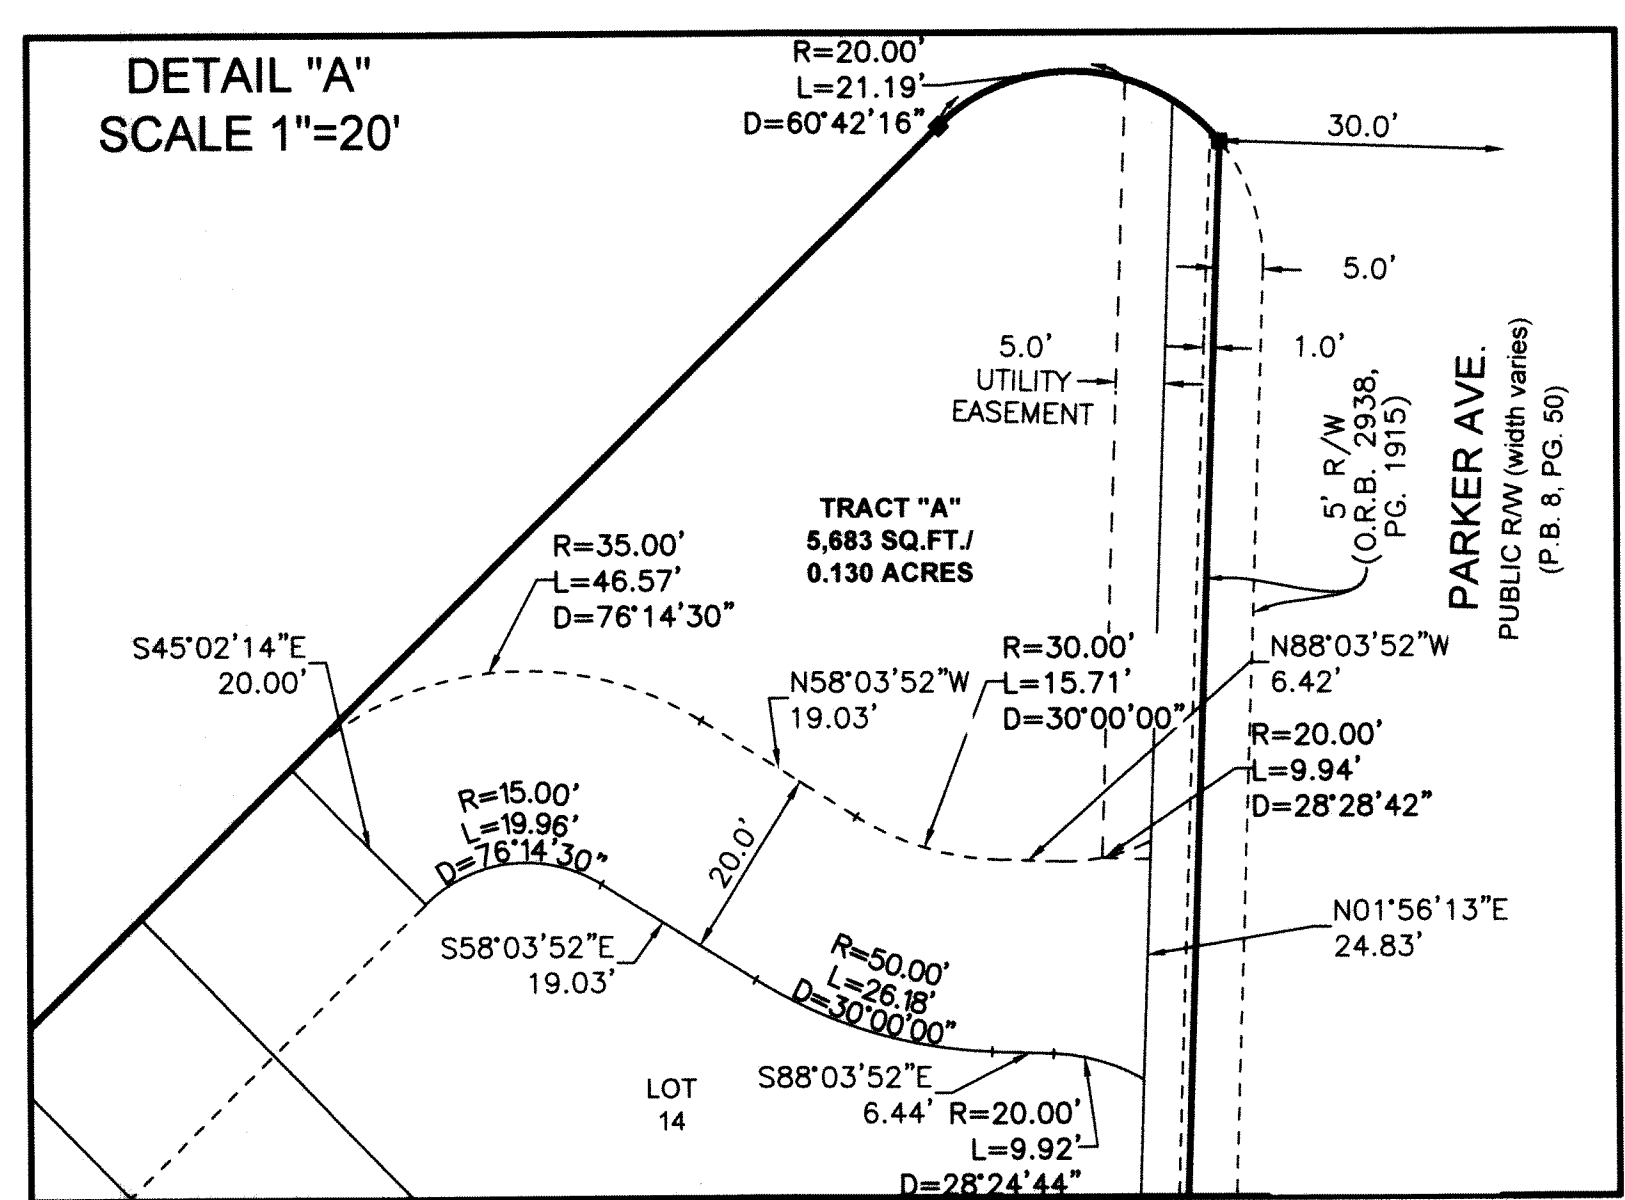 DETAIL "A"
SCALE 1"=20'
R=20.00'
L=21.19'
D=60°42'16"
30.0'
5.0'
1.0'
5.0'
UTILITY
EASEMENT
5' R/W
(O.R.B. 2938,
PG. 1915)
PARKER AVE.
PUBLIC R/W (width varies)
(P.B. 8, PG. 50)
TRACT "A"
5,683 SQ.FT./
0.130 ACRES
R=35.00'
L=46.57'
D=76°14'30"
S45°02'14"E
20.00'
N58°03'52"W
19.03'
R=30.00'
L=15.71'
D=30°00'00"
N88°03'52"W
6.42'
R=20.00'
L=9.94'
D=28°28'42"
R=15.00'
L=19.96'
D=76°14'30"
20.0'
S58°03'52"E
19.03'
R=50.00'
L=26.18'
D=30°00'00"
N01°56'13"E
24.83'
LOT
14
S88°03'52"E
6.44'
R=20.00'
L=9.92'
D=28°24'44"